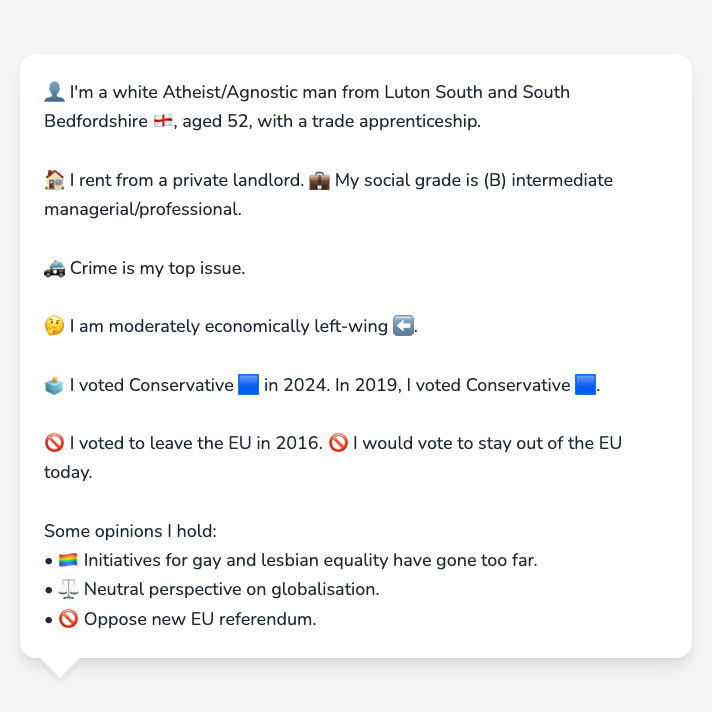 👤 I'm a white Atheist/Agnostic man from Luton South and South
Bedfordshire 🏴󠁧󠁢󠁥󠁮󠁧󠁿, aged 52, with a trade apprenticeship.
🏠 I rent from a private landlord. 💼 My social grade is (B) intermediate
managerial/professional.
🚓 Crime is my top issue.
🤔 I am moderately economically left-wing ⬅️.
🗳️ I voted Conservative 🟦 in 2024. In 2019, I voted Conservative 🟦.
🚫 I voted to leave the EU in 2016. 🚫 I would vote to stay out of the EU
today.
Some opinions I hold:
• 🏳️‍🌈 Initiatives for gay and lesbian equality have gone too far.
• ⚖️ Neutral perspective on globalisation.
• 🚫 Oppose new EU referendum.